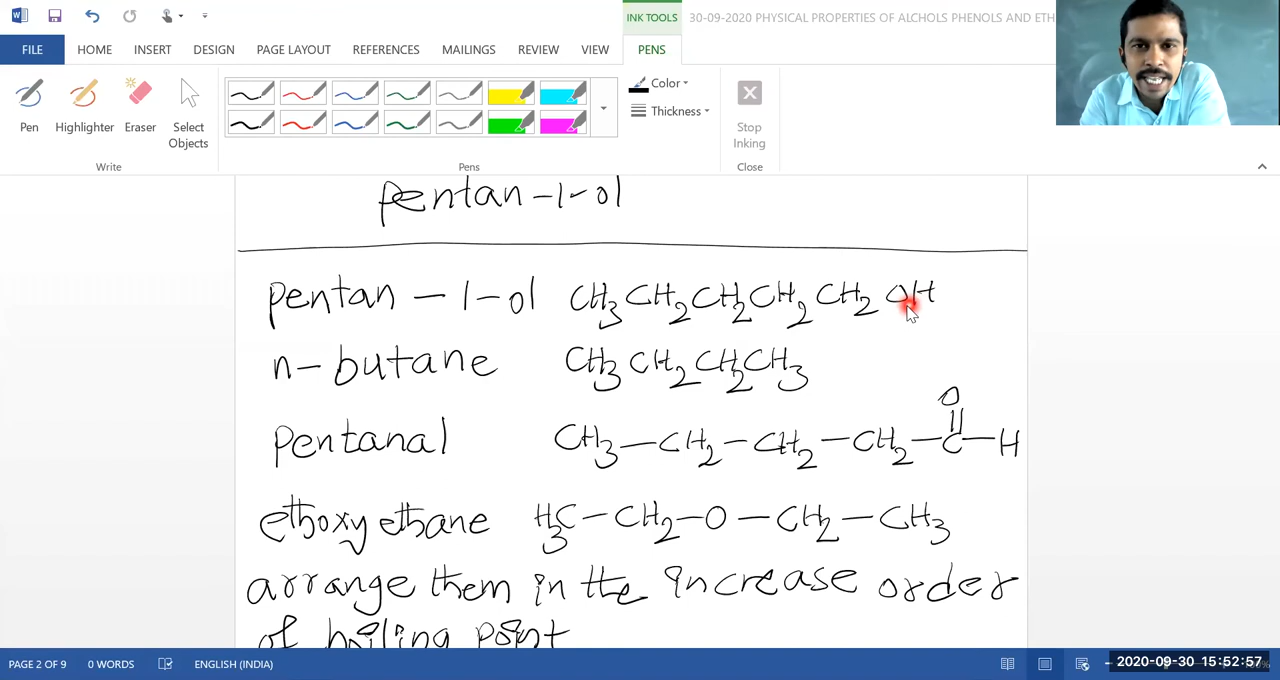 INK TOOLS
30-09-2020 PHYSICAL PROPERTIES OF ALCHOLS PHENOLS AND ETH
FILE HOME INSERT DESIGN PAGE LAYOUT REFERENCES MAILINGS REVIEW VIEW PENS
Color
Thickness
Pen Highlighter Eraser Select Objects
Stop Inking
Write Pens Close
pentan-1-ol
pentan-1-ol CH3CH2CH2CH2CH2OH
n-butane CH3CH2CH2CH3
O
Pentanal CH3-CH2-CH2-CH2-C-H
ethoxyethane H3C-CH2-O-CH2-CH3
arrange them in the increase order
of boiling point
PAGE 2 OF 9 0 WORDS ENGLISH (INDIA) 2020-09-30 15:52:57